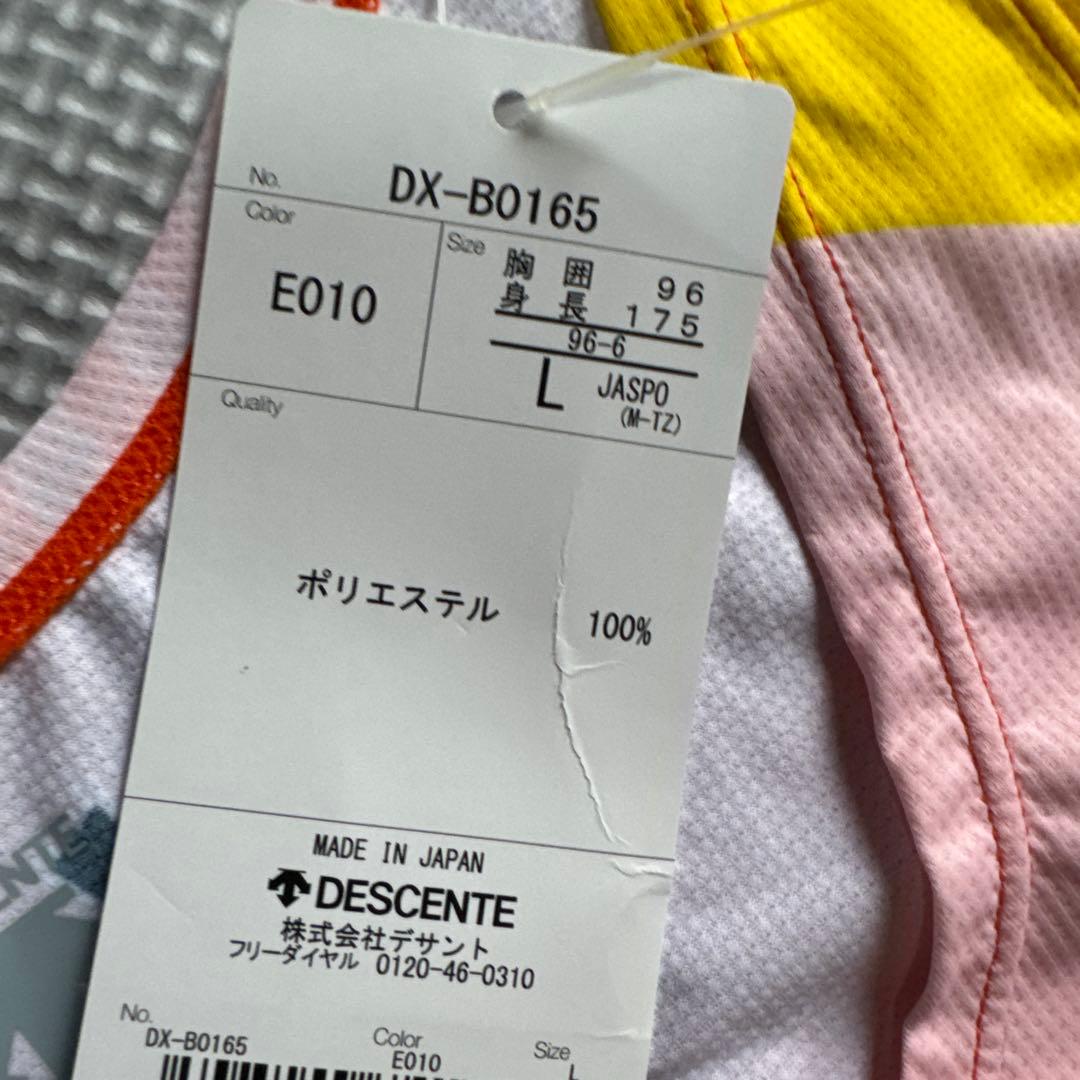 No. DX-B0165
Color
E010
Size
胸囲 96
身長 175
96-6
L JASPO
(M-TZ)
Quality
ポリエステル 100%
MADE IN JAPAN
DESCENTE
株式会社デサント
フリーダイヤル 0120-46-0310
No. Color Size
DX-B0165 E010 L